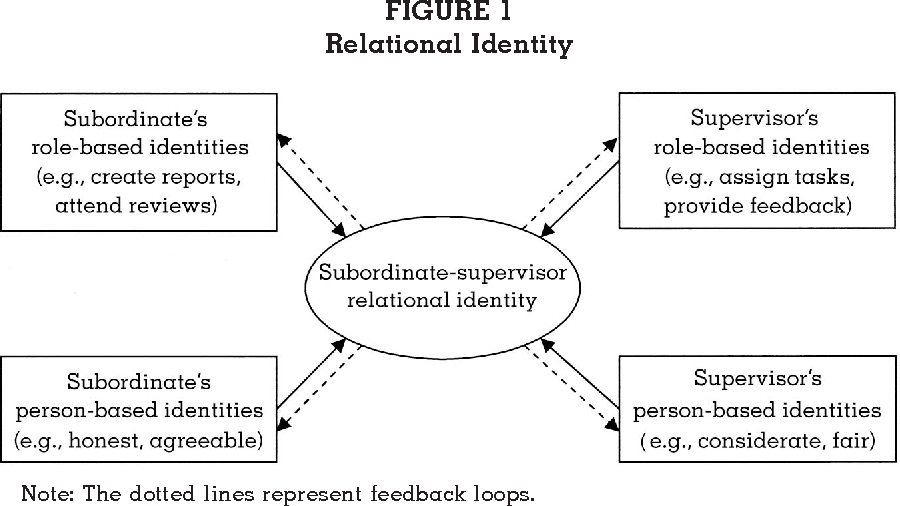 FIGURE 1
Relational Identity
Subordinate's
role-based identities
(e.g., create reports,
attend reviews)
Supervisor's
role-based identities
(e.g., assign tasks,
provide feedback)
Subordinate-supervisor
relational identity
Subordinate's
person-based identities
(e.g., honest, agreeable)
Supervisor's
person-based identities
(e.g., considerate, fair)
Note: The dotted lines represent feedback loops.